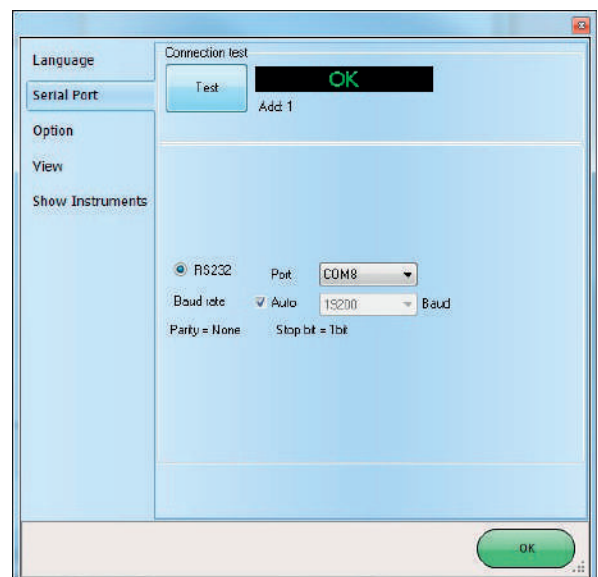 Language
Serial Port
Option
View
Show Instruments
Connection test
Test
OK
Add: 1
RS232 Port COM8
Baud rate Auto 19200 Baud
Parity = None Stop bit = 1bit
OK